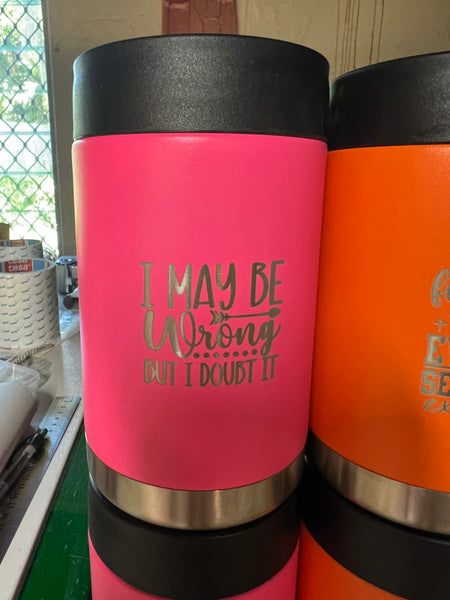 I MAY BE
Wrong
BUT I DOUBT IT
tesa